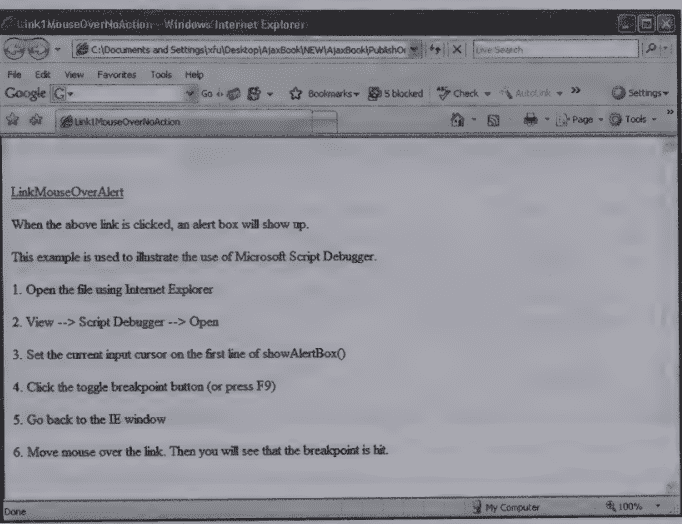 Link1MouseOverNoAction - Windows Internet Explorer
C:\Documents and Settings\xfu\Desktop\AjaxBook\NEW\AjaxBook\PublishO
Live Search
File Edit View Favorites Tools Help
Google G Go Bookmarks 5 blocked Check AutoLink >> Settings
Link1MouseOverNoAction Page Tools >>
LinkMouseOverAlert
When the above link is clicked, an alert box will show up.
This example is used to illustrate the use of Microsoft Script Debugger.
1. Open the file using Internet Explorer
2. View --> Script Debugger --> Open
3. Set the current input cursor on the first line of showAlertBox()
4. Click the toggle breakpoint button (or press F9)
5. Go back to the IE window
6. Move mouse over the link. Then you will see that the breakpoint is hit.
Done My Computer 100%